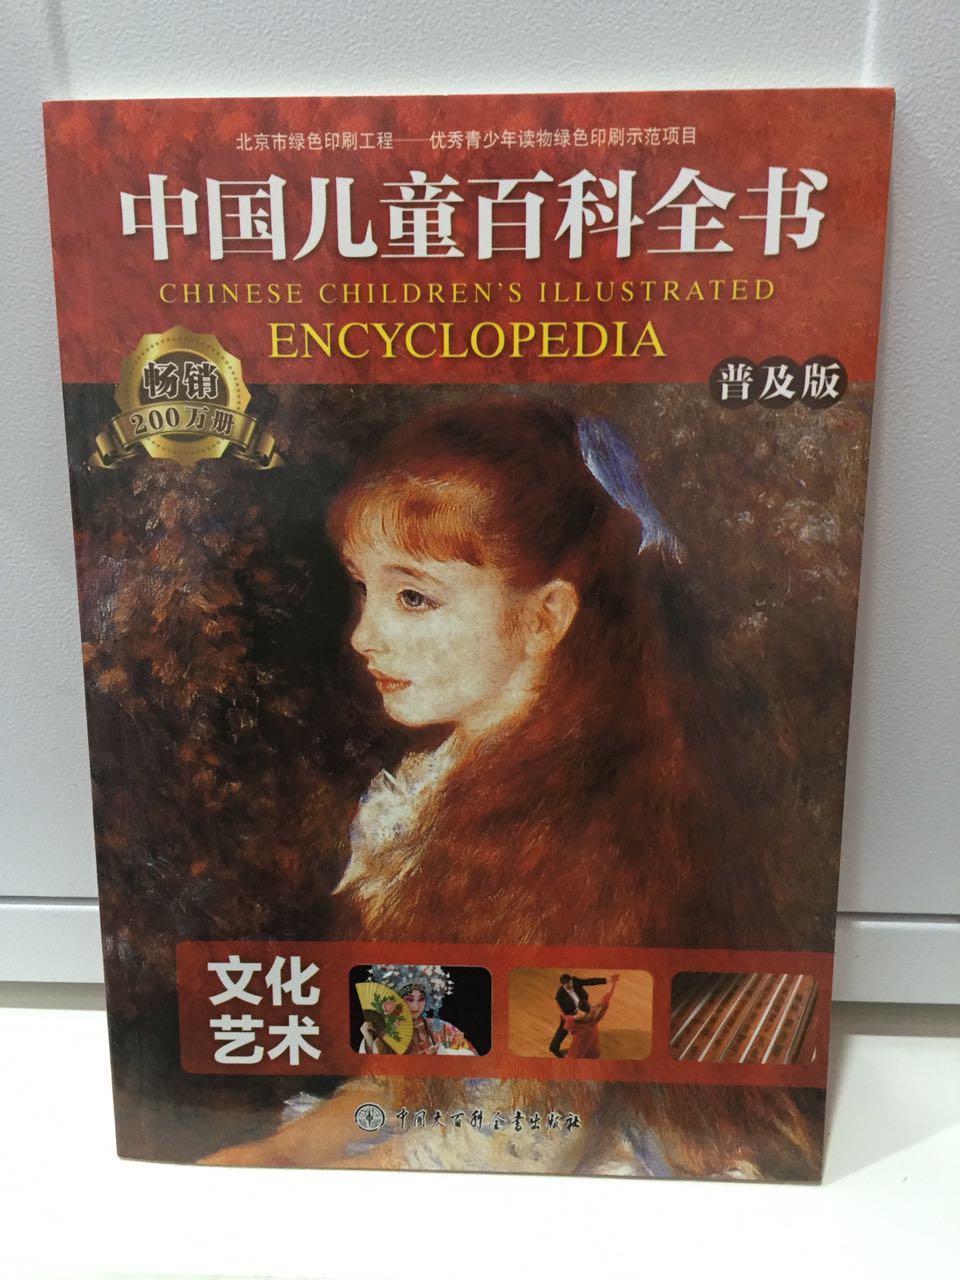 北京市绿色印刷工程——优秀青少年读物绿色印刷示范项目
中国儿童百科全书
CHINESE CHILDREN'S ILLUSTRATED
ENCYCLOPEDIA
畅销
200万册
普及版
文化
艺术
中国大百科全书出版社